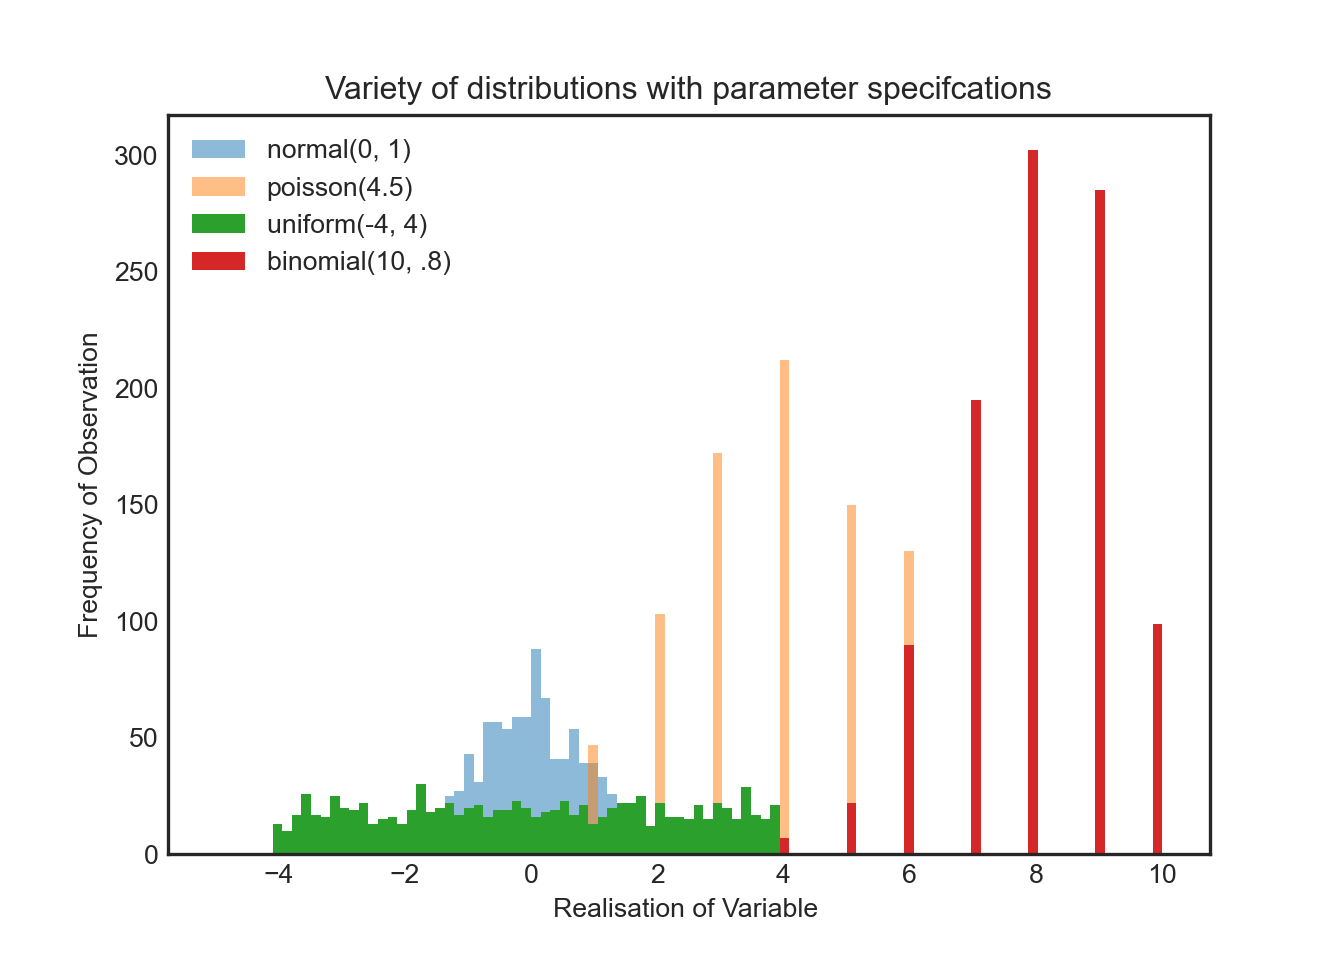 Variety of distributions with parameter specifcations
normal(0, 1)
poisson(4.5)
uniform(-4, 4)
binomial(10, .8)
Frequency of Observation
300
250
200
150
100
50
0
−4 −2 0 2 4 6 8 10
Realisation of Variable